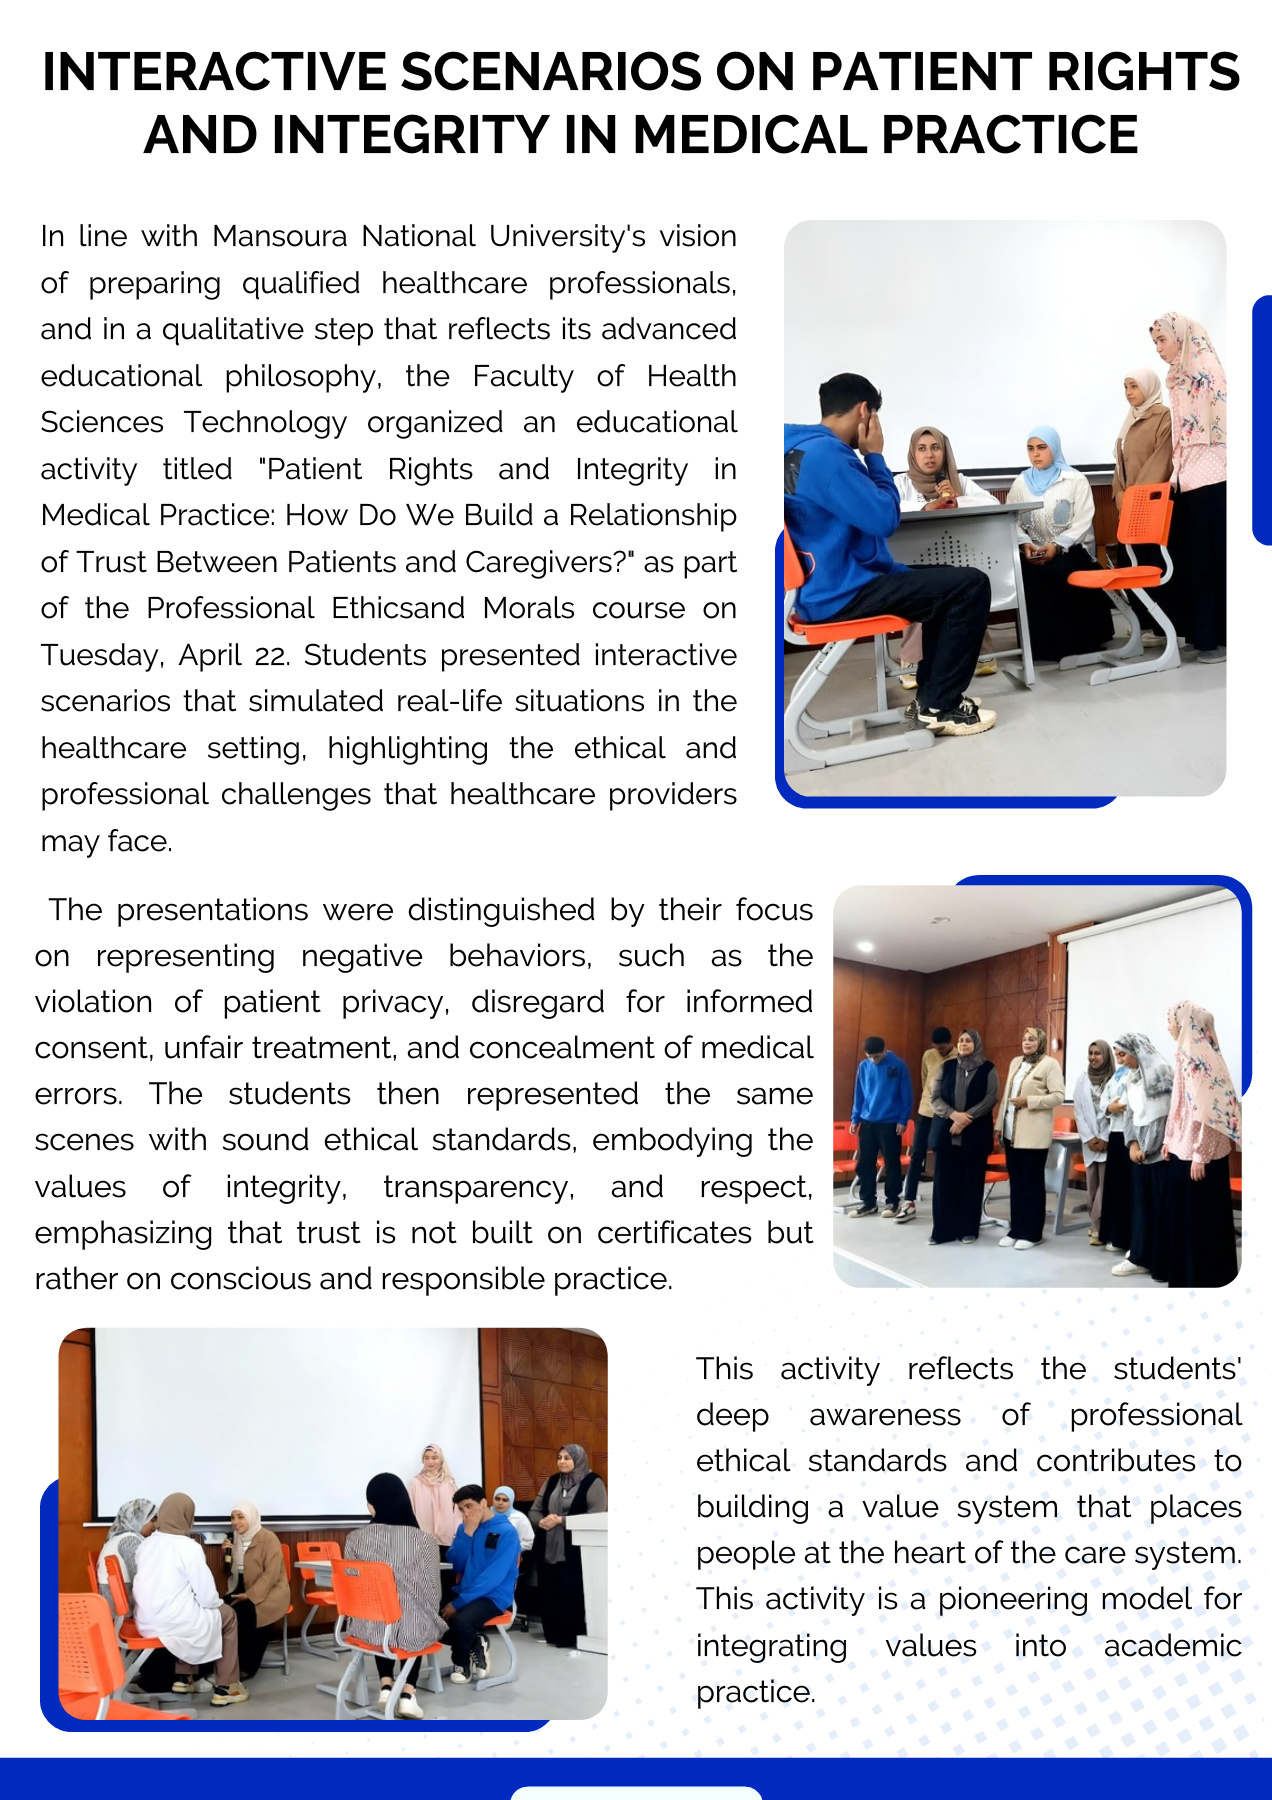 INTERACTIVE SCENARIOS ON PATIENT RIGHTS
AND INTEGRITY IN MEDICAL PRACTICE
In line with Mansoura National University's vision
of preparing qualified healthcare professionals,
and in a qualitative step that reflects its advanced
educational philosophy, the Faculty of Health
Sciences Technology organized an educational
activity titled "Patient Rights and Integrity in
Medical Practice: How Do We Build a Relationship
of Trust Between Patients and Caregivers?" as part
of the Professional Ethicsand Morals course on
Tuesday, April 22. Students presented interactive
scenarios that simulated real-life situations in the
healthcare setting, highlighting the ethical and
professional challenges that healthcare providers
may face.
The presentations were distinguished by their focus
on representing negative behaviors, such as the
violation of patient privacy, disregard for informed
consent, unfair treatment, and concealment of medical
errors. The students then represented the same
scenes with sound ethical standards, embodying the
values of integrity, transparency, and respect,
emphasizing that trust is not built on certificates but
rather on conscious and responsible practice.
This activity reflects the students'
deep awareness of professional
ethical standards and contributes to
building a value system that places
people at the heart of the care system.
This activity is a pioneering model for
integrating values into academic
practice.